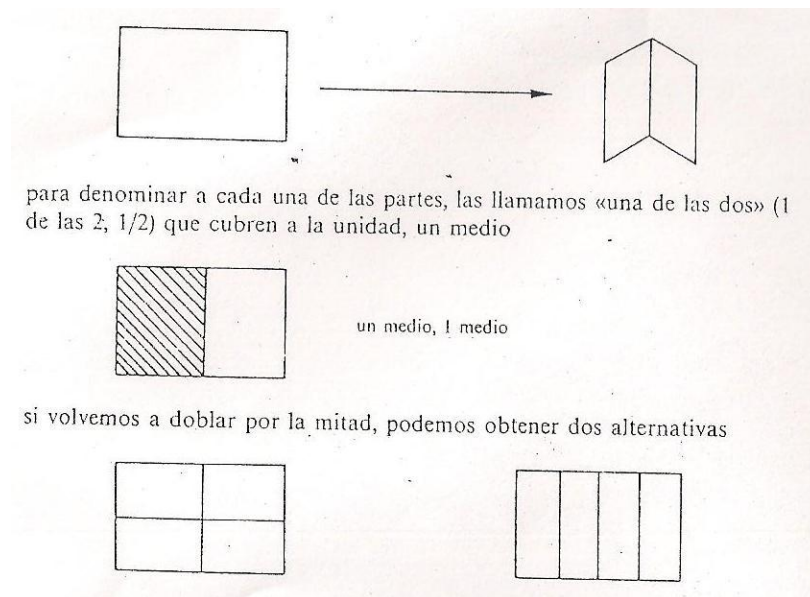 para denominar a cada una de las partes, las llamamos «una de las dos» (1
de las 2, 1/2) que cubren a la unidad, un medio
un medio, 1 medio
si volvemos a doblar por la mitad, podemos obtener dos alternativas